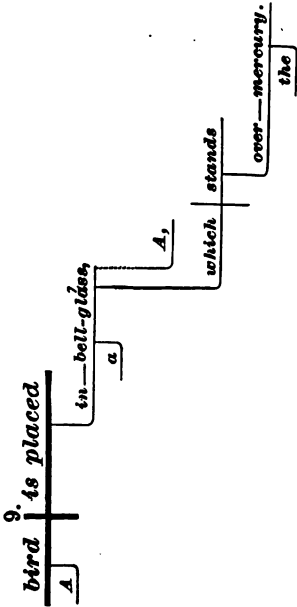 9.
bird is placed
A
in—bell-glass,
a
A,
which stands
over—mercury.
the